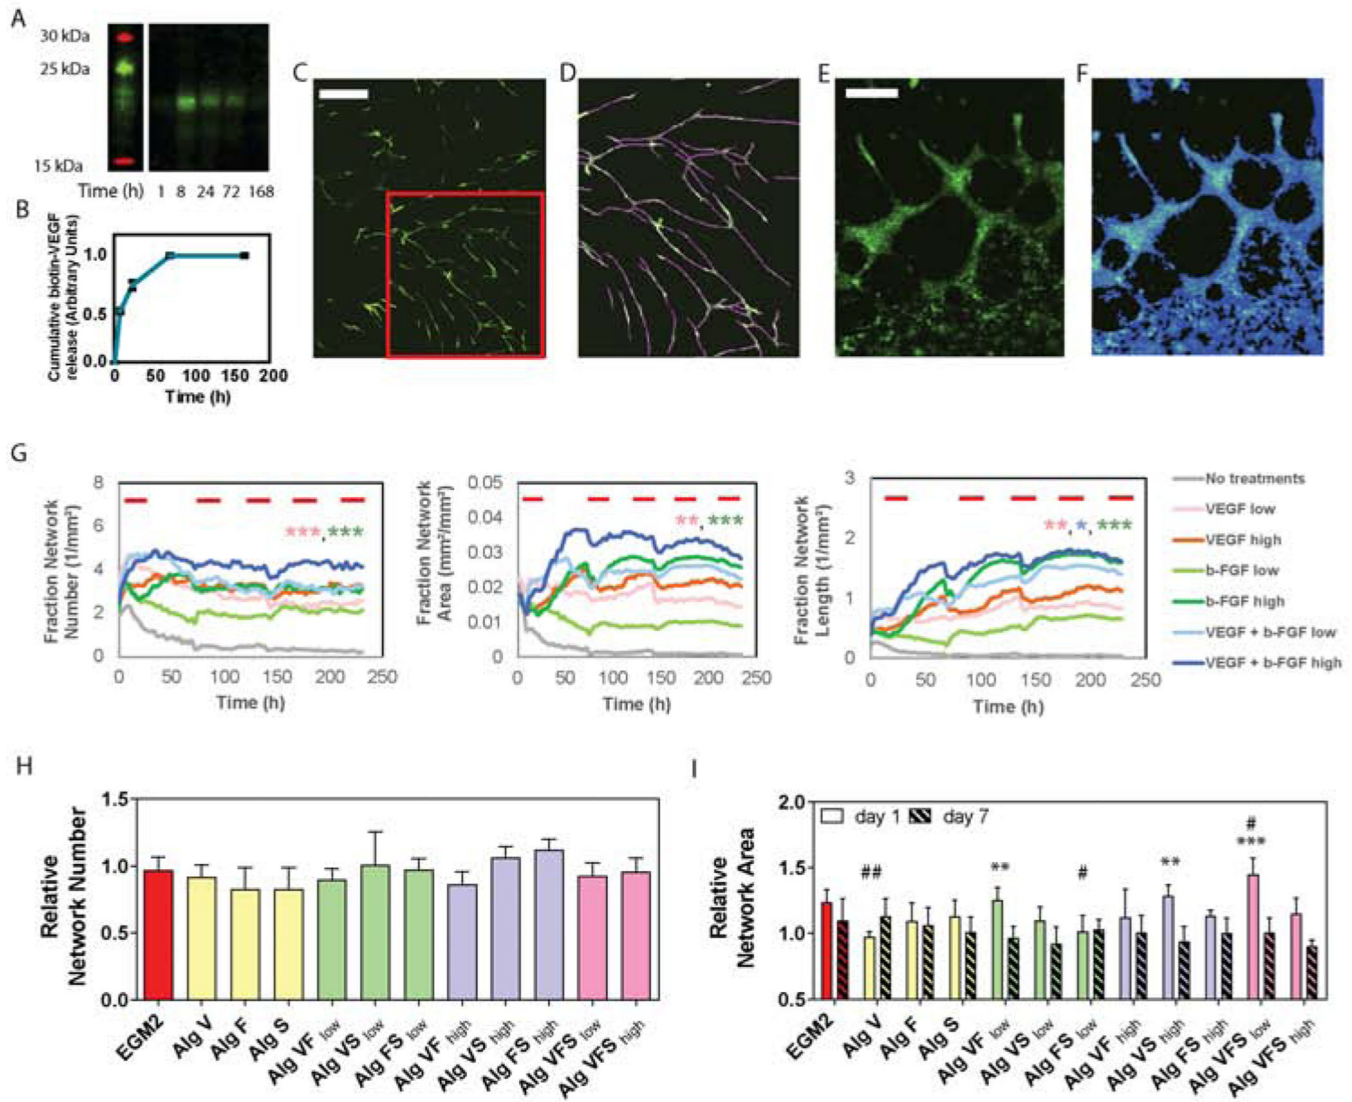 A
30 kDa
25 kDa
15 kDa
Time (h) 1 8 24 72 168
B
Cumulative biotin-VEGF
release (Arbitrary Units)
1.0
0.5
0.0
0 50 100 150 200
Time (h)
C
D
E
F
G
Fraction Network
Number (1/mm²)
8
6
4
2
0
0 50 100 150 200 250
Time (h)
***,***
Fraction Network
Area (mm²/mm²)
0.05
0.04
0.03
0.02
0.01
0
0 50 100 150 200 250
Time (h)
**,***
Fraction Network
Length (1/mm²)
3
2
1
0
0 50 100 150 200 250
Time (h)
**,*,***
No treatments
VEGF low
VEGF high
b-FGF low
b-FGF high
VEGF + b-FGF low
VEGF + b-FGF high
H
Relative
Network Number
1.5
1.0
0.5
0.0
EGM2
Alg V
Alg F
Alg S
Alg VF low
Alg VS low
Alg FS low
Alg VF high
Alg VS high
Alg FS high
Alg VFS low
Alg VFS high
I
Relative
Network Area
2.0
1.5
1.0
0.5
day 1 day 7
##
**
#
**
#
***
EGM2
Alg V
Alg F
Alg S
Alg VF low
Alg VS low
Alg FS low
Alg VF high
Alg VS high
Alg FS high
Alg VFS low
Alg VFS high